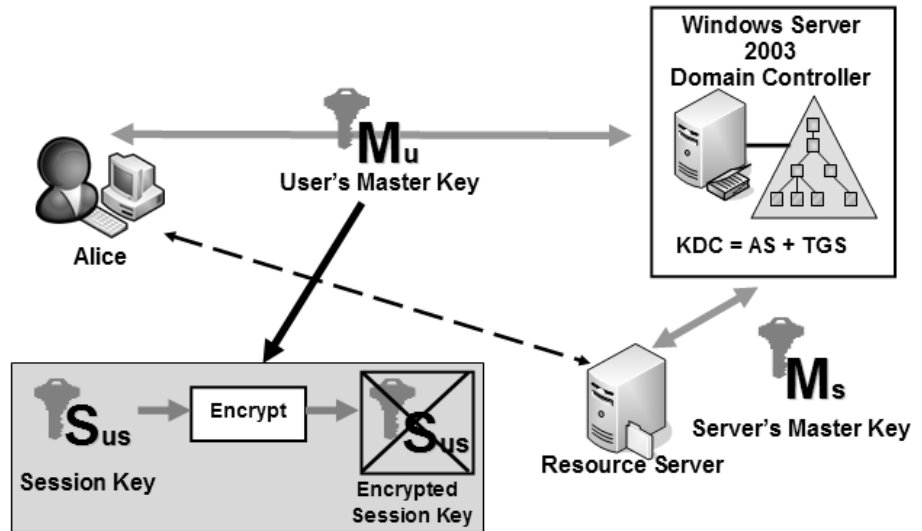 Windows Server
2003
Domain Controller
KDC = AS + TGS
Mu
User's Master Key
Alice
Sus
Session Key
Encrypt
Sus
Encrypted
Session Key
Resource Server
Ms
Server's Master Key